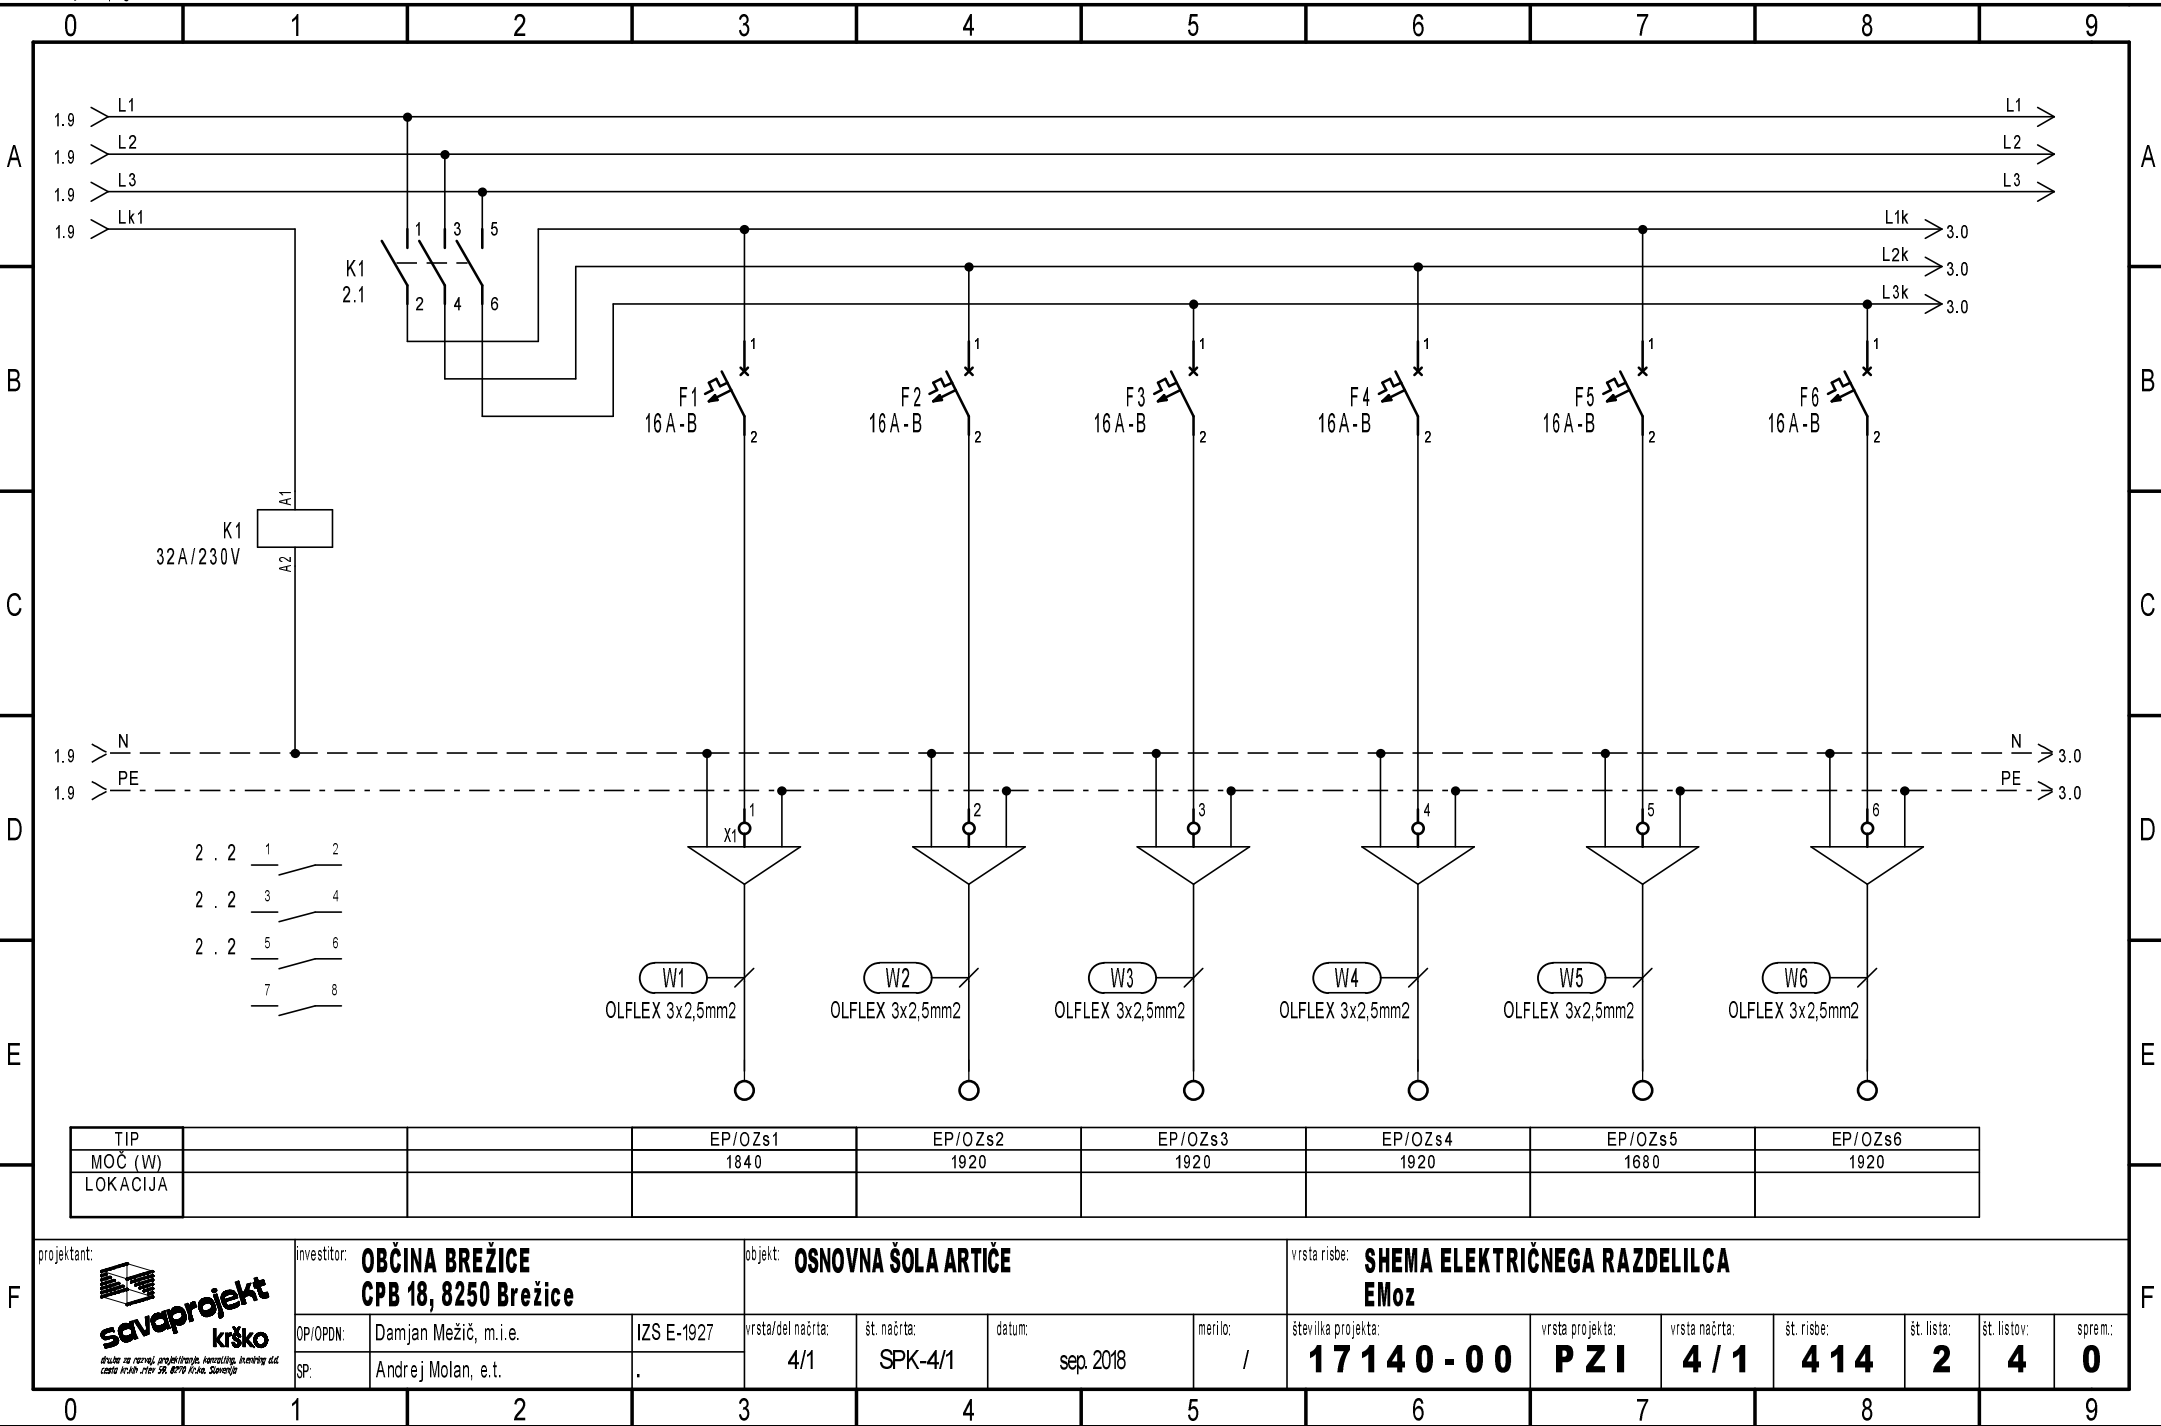 0 1 2 3 4 5 6 7 8 9
1.9 L1 L1
A 1.9 L2 L2 A
1.9 L3 L3
1.9 Lk1 L1k 3.0
1 3 5
K1 L2k 3.0
2.1
2 4 6 L3k 3.0
1 1 1 1 1 1
B B
F1 F2 F3 F4 F5 F6
16A-B 16A-B 16A-B 16A-B 16A-B 16A-B
2 2 2 2 2 2
A1
K1
32A/230V
A2
C C
1.9 N N 3.0
1.9 PE PE 3.0
1 2 3 4 5 6
X1
D D
2 . 2 1 2
2 . 2 3 4
2 . 2 5 6
7 8
W1 W2 W3 W4 W5 W6
OLFLEX 3x2,5mm2 OLFLEX 3x2,5mm2 OLFLEX 3x2,5mm2 OLFLEX 3x2,5mm2 OLFLEX 3x2,5mm2 OLFLEX 3x2,5mm2
E E
TIP EP/OZs1 EP/OZs2 EP/OZs3 EP/OZs4 EP/OZs5 EP/OZs6
MOČ (W) 1840 1920 1920 1920 1680 1920
LOKACIJA
F F
projektant:
savaprojekt
krško
investitor: OBČINA BREŽICE
CPB 18, 8250 Brežice
objekt: OSNOVNA ŠOLA ARTIČE
vrsta risbe: SHEMA ELEKTRIČNEGA RAZDELILCA
EMoz
OP/OPDN: Damjan Mežič, m.i.e. IZS E-1927
SP: Andrej Molan, e.t. .
vrsta/del načrta: 4/1
št. načrta: SPK-4/1
datum: sep. 2018
merilo: /
številka projekta: 17140-00
vrsta projekta: PZI
vrsta načrta: 4/1
št. risbe: 414
št. lista: 2
št. listov: 4
sprem.: 0
0 1 2 3 4 5 6 7 8 9